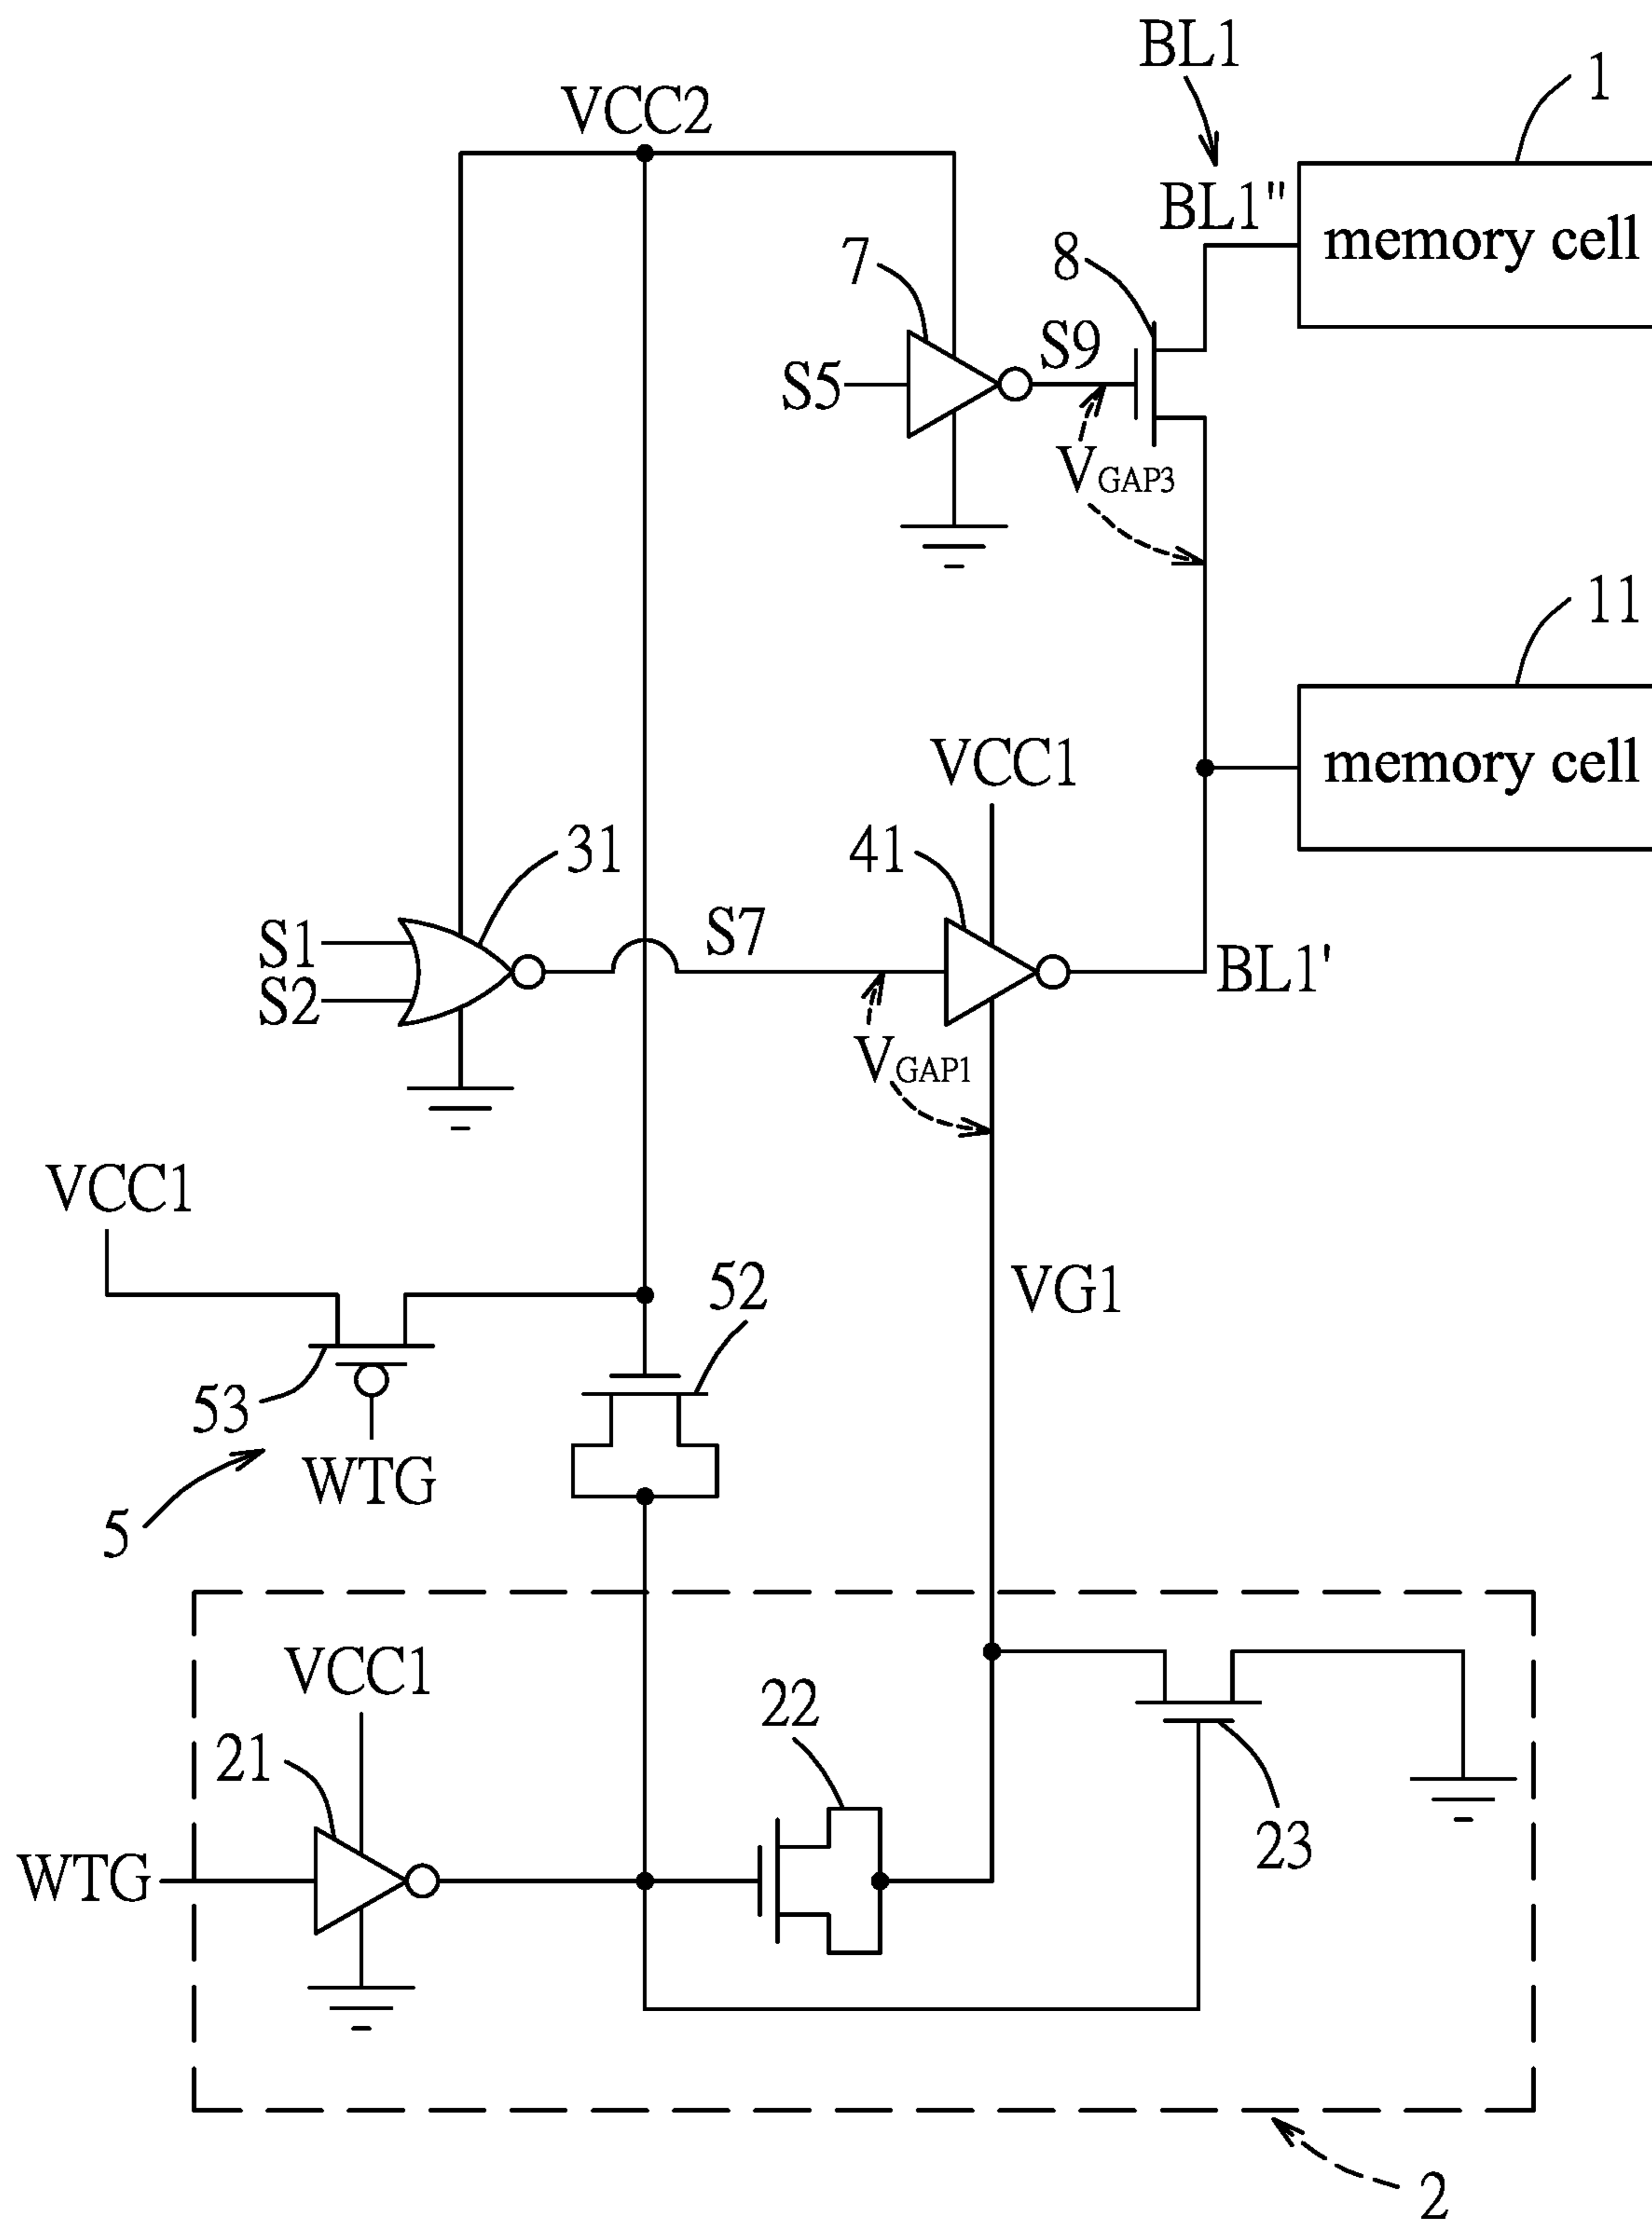 BL1
1
VCC2
BL1"
memory cell
7
8
S9
S5
VGAP3
11
VCC1
memory cell
31
41
S1
S7
S2
BL1'
VGAP1
VCC1
52
VG1
53
WTG
5
VCC1
22
21
23
WTG
2